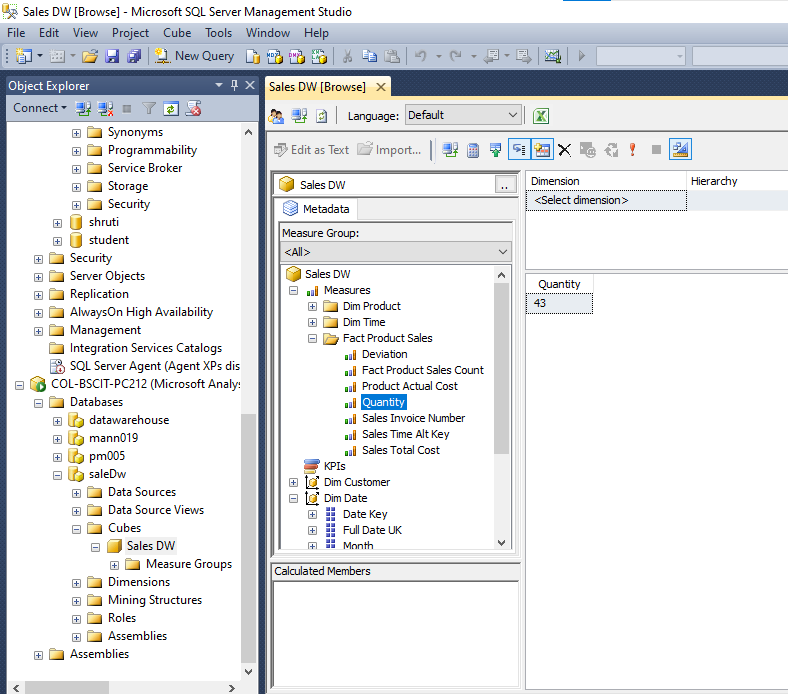 Sales DW [Browse] - Microsoft SQL Server Management Studio
File Edit View Project Cube Tools Window Help
New Query
Object Explorer
Connect
Synonyms
Programmability
Service Broker
Storage
Security
shruti
student
Security
Server Objects
Replication
AlwaysOn High Availability
Management
Integration Services Catalogs
SQL Server Agent (Agent XPs dis
COL-BSCIT-PC212 (Microsoft Analys
Databases
datawarehouse
mann019
pm005
saleDw
Data Sources
Data Source Views
Cubes
Sales DW
Measure Groups
Dimensions
Mining Structures
Roles
Assemblies
Assemblies
Sales DW [Browse]
Language: Default
Edit as Text Import...
Sales DW ..
Metadata
Measure Group:
<All>
Sales DW
Measures
Dim Product
Dim Time
Fact Product Sales
Deviation
Fact Product Sales Count
Product Actual Cost
Quantity
Sales Invoice Number
Sales Time Alt Key
Sales Total Cost
KPIs
Dim Customer
Dim Date
Date Key
Full Date UK
Month
Calculated Members
Dimension Hierarchy
<Select dimension>
Quantity
43